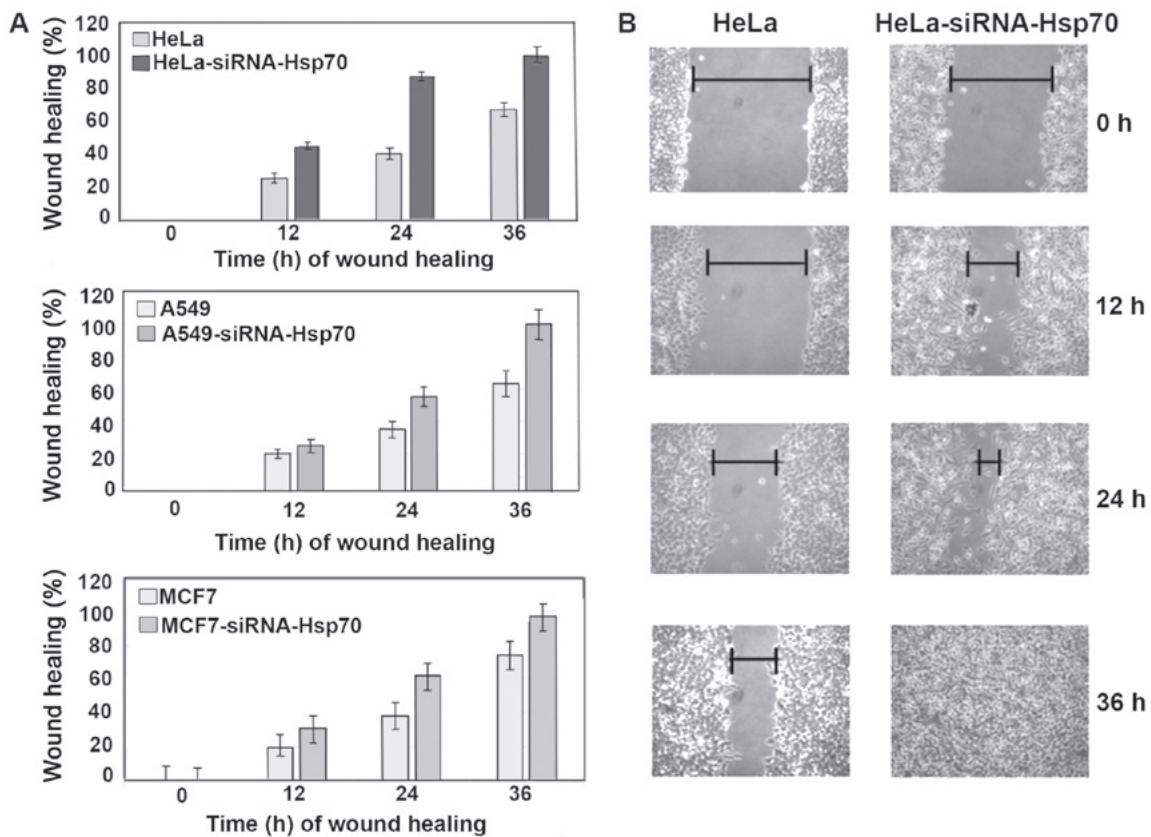 A
Wound healing (%)
120
100
80
60
40
20
0
HeLa
HeLa-siRNA-Hsp70
0 12 24 36
Time (h) of wound healing
Wound healing (%)
120
100
80
60
40
20
0
A549
A549-siRNA-Hsp70
0 12 24 36
Time (h) of wound healing
Wound healing (%)
120
100
80
60
40
20
0
MCF7
MCF7-siRNA-Hsp70
0 12 24 36
Time (h) of wound healing
B
HeLa HeLa-siRNA-Hsp70
0 h
12 h
24 h
36 h